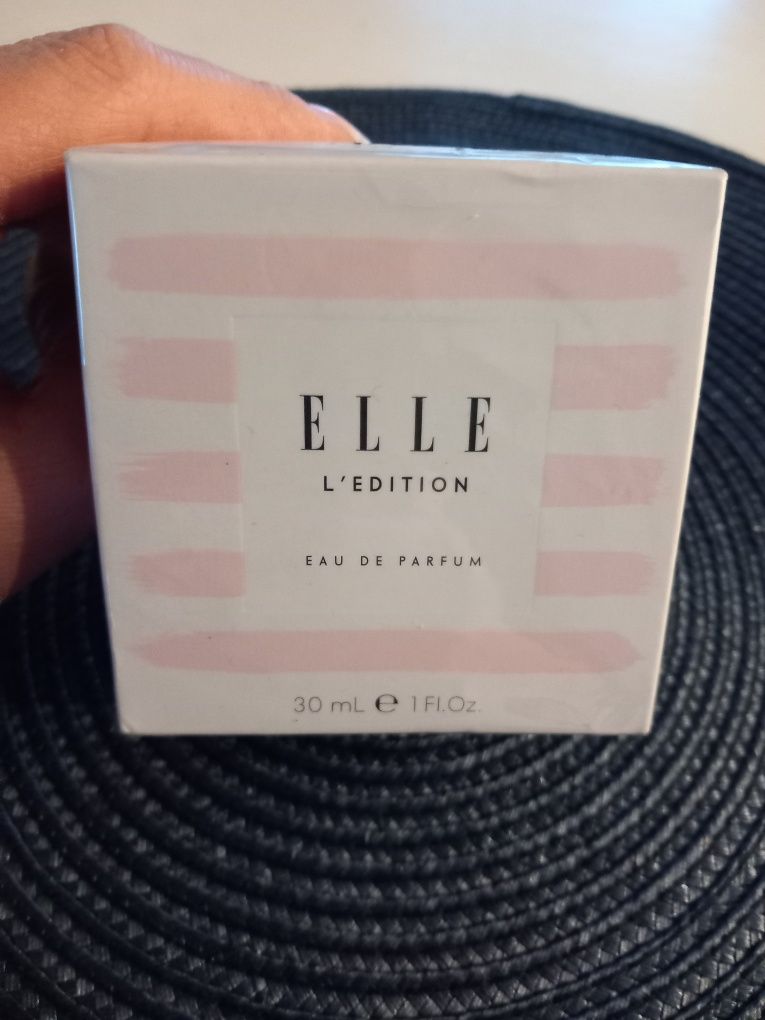 ELLE
L'EDITION
EAU DE PARFUM
30 mL ℮ 1 Fl.Oz.